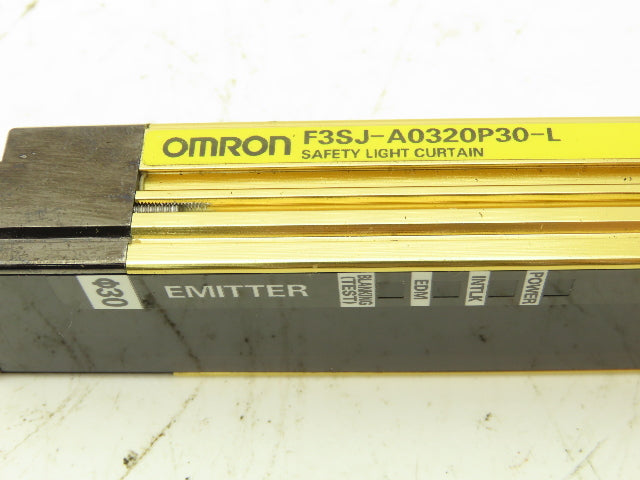 OMRON F3SJ-A0320P30-L
SAFETY LIGHT CURTAIN
Φ30 EMITTER BLANKING (TEST) EDM INTLK POWER